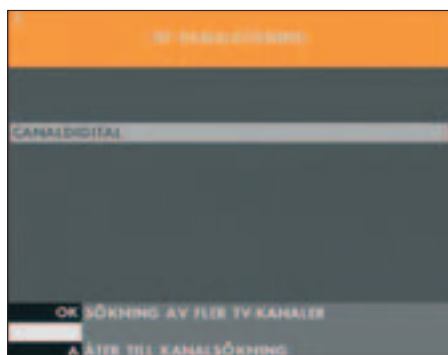 CANALDIGITAL
OK SÖKNING AV FLER TV-KANALER
A ÅTER TILL KANALSÖKNING